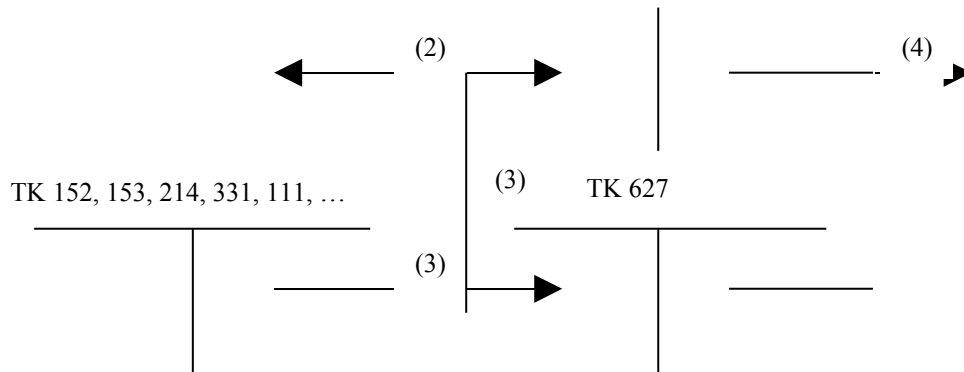 (2)
(4)
TK 152, 153, 214, 331, 111, …
(3)
TK 627
(3)